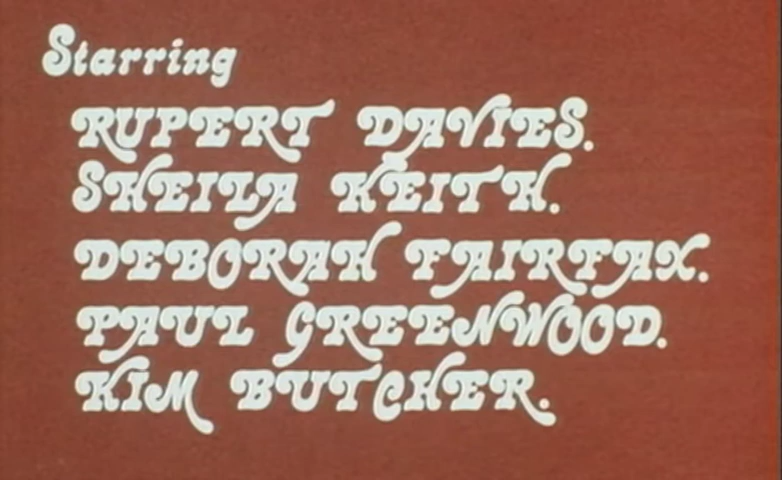 Starring
RUPERT DAVIES.
SHEILA KEITH.
DEBORAH FAIRFAX.
PAUL GREENWOOD.
KIM BUTCHER.